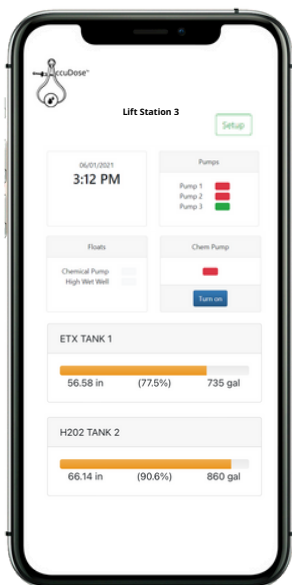 ccuDose™
Lift Station 3
Setup
06/01/2021
3:12 PM
Pumps
Pump 1
Pump 2
Pump 3
Floats
Chemical Pump
High Wet Well
Chem Pump
Turn on
ETX TANK 1
56.58 in (77.5%) 735 gal
H202 TANK 2
66.14 in (90.6%) 860 gal